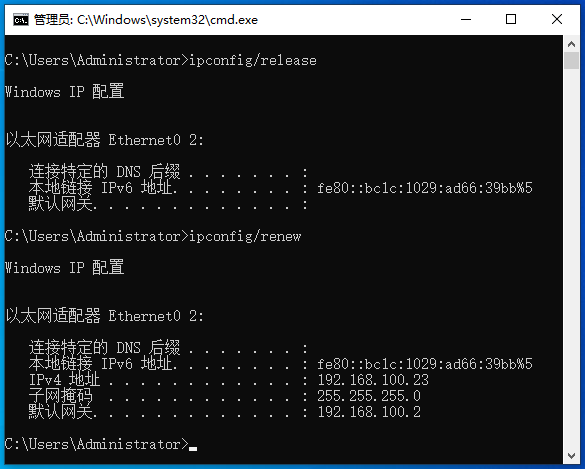 管理员: C:\Windows\system32\cmd.exe
C:\Users\Administrator>ipconfig/release
Windows IP 配置
以太网适配器 Ethernet0 2:
连接特定的 DNS 后缀 . . . . . . . :
本地链接 IPv6 地址. . . . . . . . : fe80::bc1c:1029:ad66:39bb%5
默认网关. . . . . . . . . . . . . :
C:\Users\Administrator>ipconfig/renew
Windows IP 配置
以太网适配器 Ethernet0 2:
连接特定的 DNS 后缀 . . . . . . . :
本地链接 IPv6 地址. . . . . . . . : fe80::bc1c:1029:ad66:39bb%5
IPv4 地址 . . . . . . . . . . . . : 192.168.100.23
子网掩码  . . . . . . . . . . . . : 255.255.255.0
默认网关. . . . . . . . . . . . . : 192.168.100.2
C:\Users\Administrator>